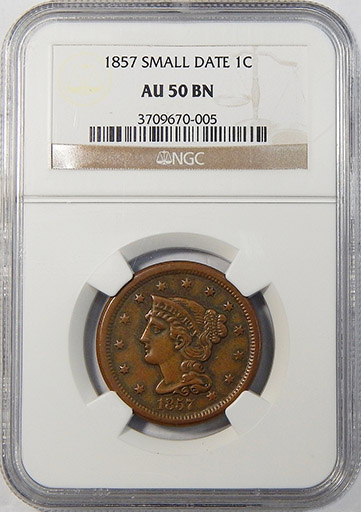 1857 SMALL DATE 1C
AU 50 BN
3709670-005
NGC
1857